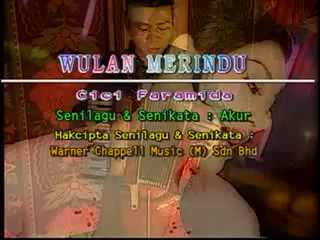 WULAN MERINDU
Cici Faramida
Senilagu & Senikata : Akur
Hakcipta Senilagu & Senikata :
Warner Chappell Music (M) Sdn Bhd